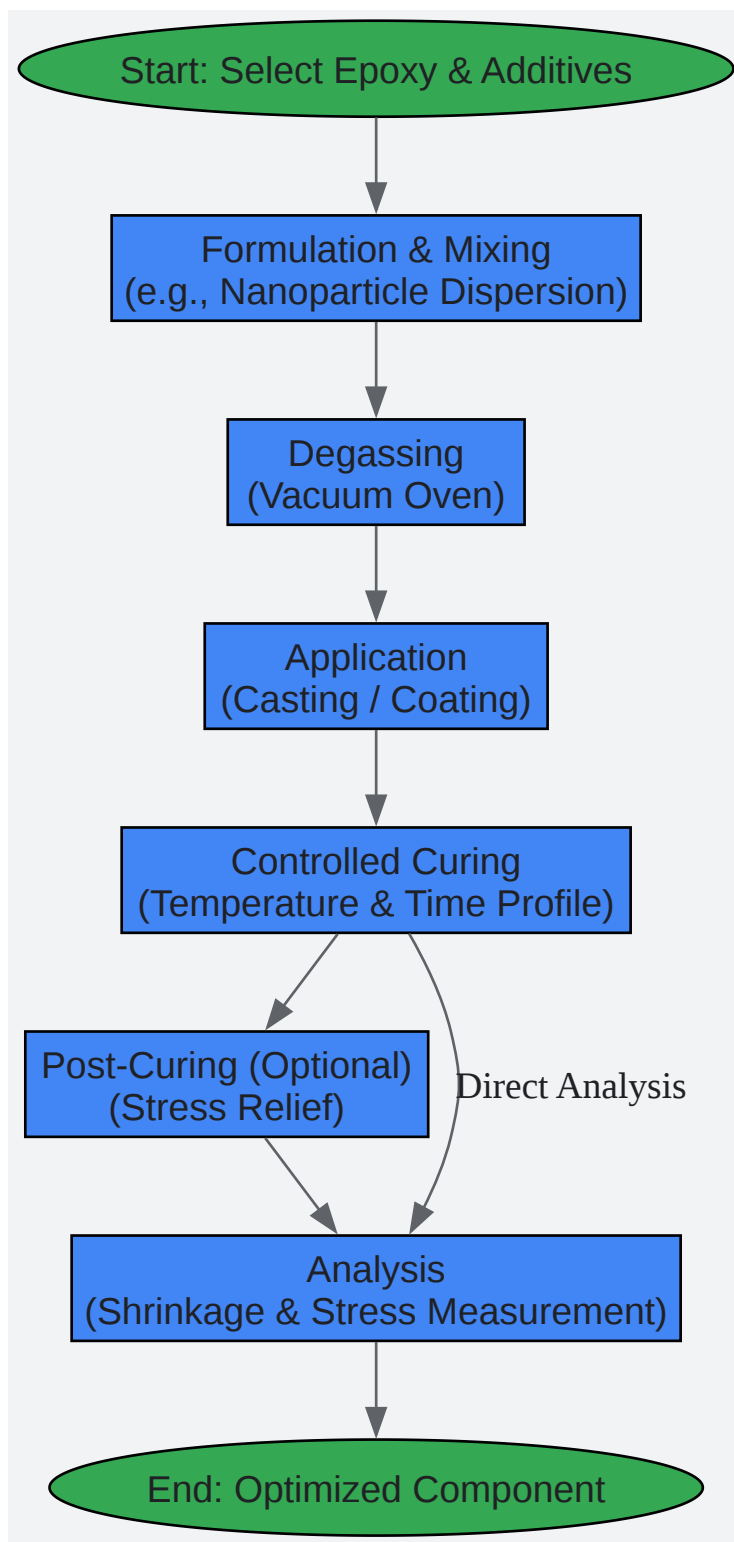 Start: Select Epoxy & Additives
Formulation & Mixing
(e.g., Nanoparticle Dispersion)
Degassing
(Vacuum Oven)
Application
(Casting / Coating)
Controlled Curing
(Temperature & Time Profile)
Post-Curing (Optional)
(Stress Relief)
Direct Analysis
Analysis
(Shrinkage & Stress Measurement)
End: Optimized Component